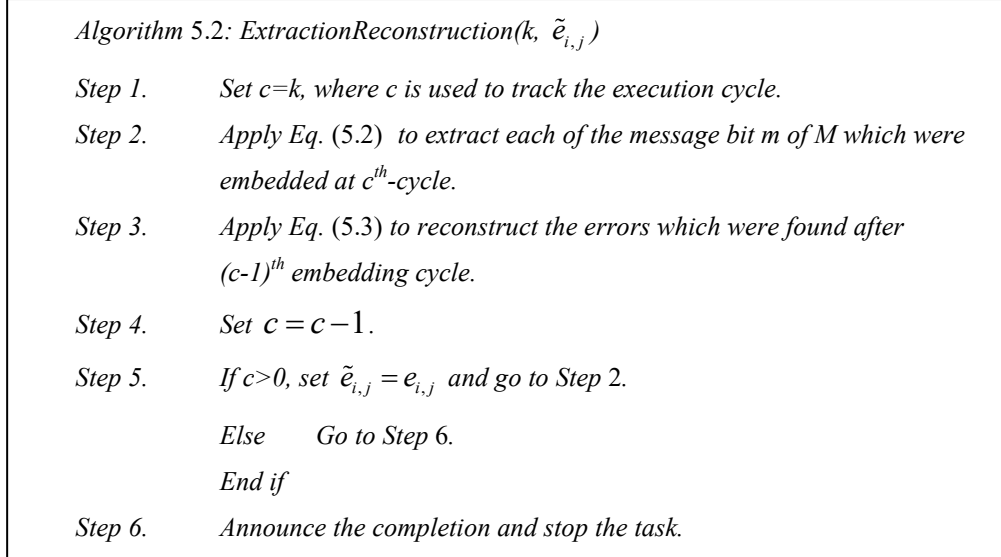 Algorithm 5.2: ExtractionReconstruction(k, ẽ_{i,j})
Step 1. Set c=k, where c is used to track the execution cycle.
Step 2. Apply Eq. (5.2) to extract each of the message bit m of M which were
embedded at c^{th}-cycle.
Step 3. Apply Eq. (5.3) to reconstruct the errors which were found after
(c-1)^{th} embedding cycle.
Step 4. Set c = c − 1.
Step 5. If c>0, set ẽ_{i,j} = e_{i,j} and go to Step 2.
Else Go to Step 6.
End if
Step 6. Announce the completion and stop the task.